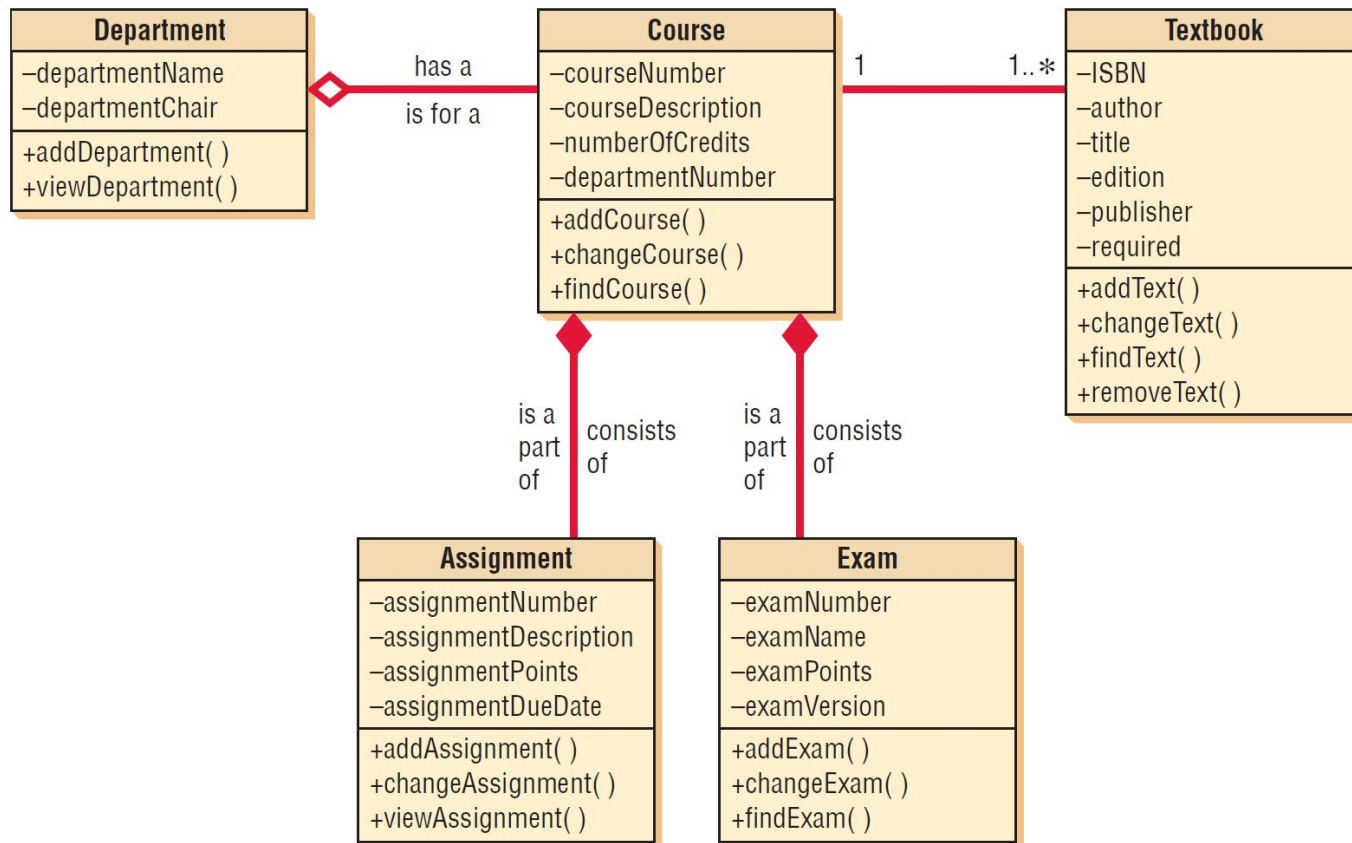 Department
–departmentName
–departmentChair
+addDepartment( )
+viewDepartment( )
has a
is for a
Course
–courseNumber
–courseDescription
–numberOfCredits
–departmentNumber
+addCourse( )
+changeCourse( )
+findCourse( )
1
1..*
Textbook
–ISBN
–author
–title
–edition
–publisher
–required
+addText( )
+changeText( )
+findText( )
+removeText( )
is a
part
of
consists
of
is a
part
of
consists
of
Assignment
–assignmentNumber
–assignmentDescription
–assignmentPoints
–assignmentDueDate
+addAssignment( )
+changeAssignment( )
+viewAssignment( )
Exam
–examNumber
–examName
–examPoints
–examVersion
+addExam( )
+changeExam( )
+findExam( )